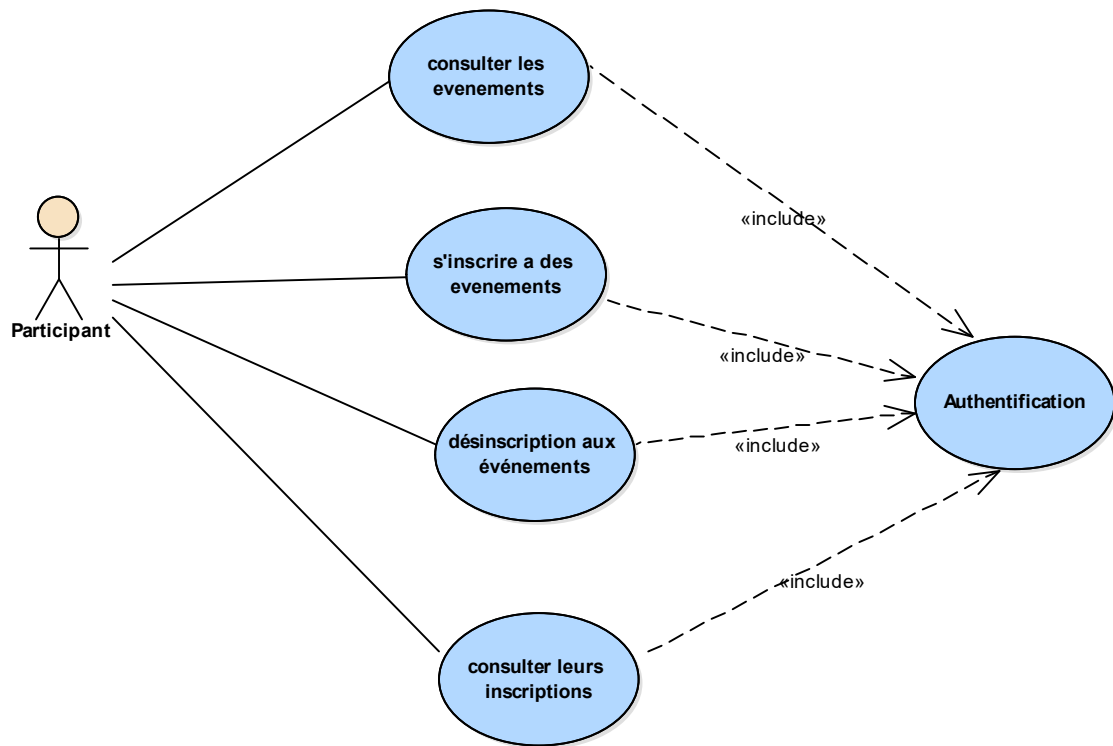 consulter les
evenements
«include»
s'inscrire a des
evenements
Participant
«include»
Authentification
désinscription aux
événements
«include»
«include»
consulter leurs
inscriptions